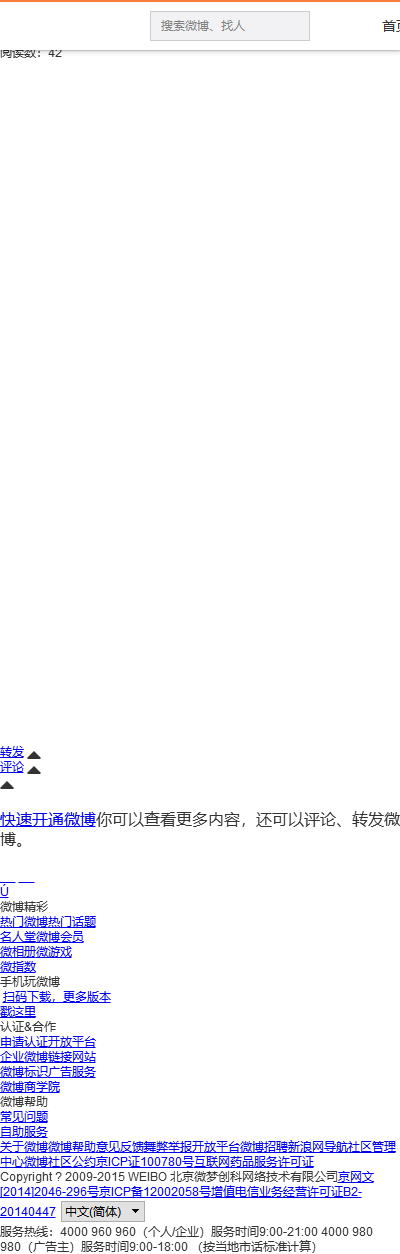 搜索微博、找人
阅读数：42
转发
评论
快速开通微博你可以查看更多内容，还可以评论、转发微
博。
Ü
微博精彩
热门微博热门话题
名人堂微博会员
微相册微游戏
微指数
手机玩微博
扫码下载，更多版本
戳这里
认证&合作
申请认证开放平台
企业微博链接网站
微博标识广告服务
微博商学院
微博帮助
常见问题
自助服务
关于微博微博帮助意见反馈舞弊举报开放平台微博招聘新浪网导航社区管理
中心微博社区公约京ICP证100780号互联网药品服务许可证
Copyright ? 2009-2015 WEIBO 北京微梦创科网络技术有限公司京网文
[2014]2046-296号京ICP备12002058号增值电信业务经营许可证B2-
20140447 中文(简体)
服务热线：4000 960 960（个人/企业）服务时间9:00-21:00 4000 980
980（广告主）服务时间9:00-18:00 （按当地市话标准计算）